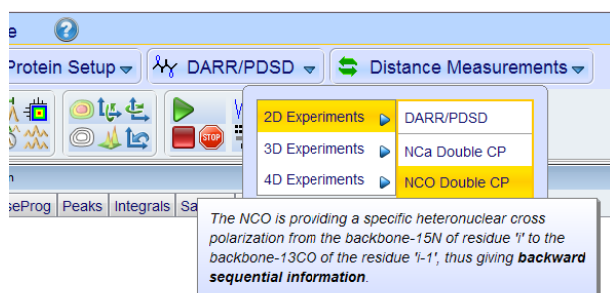 e ?
Protein Setup DARR/PDSD Distance Measurements
STOP
2D Experiments DARR/PDSD
3D Experiments NCa Double CP
4D Experiments NCO Double CP
seProg Peaks Integrals Sa
The NCO is providing a specific heteronuclear cross
polarization from the backbone-15N of residue 'i' to the
backbone-13CO of the residue 'i-1', thus giving backward
sequential information.